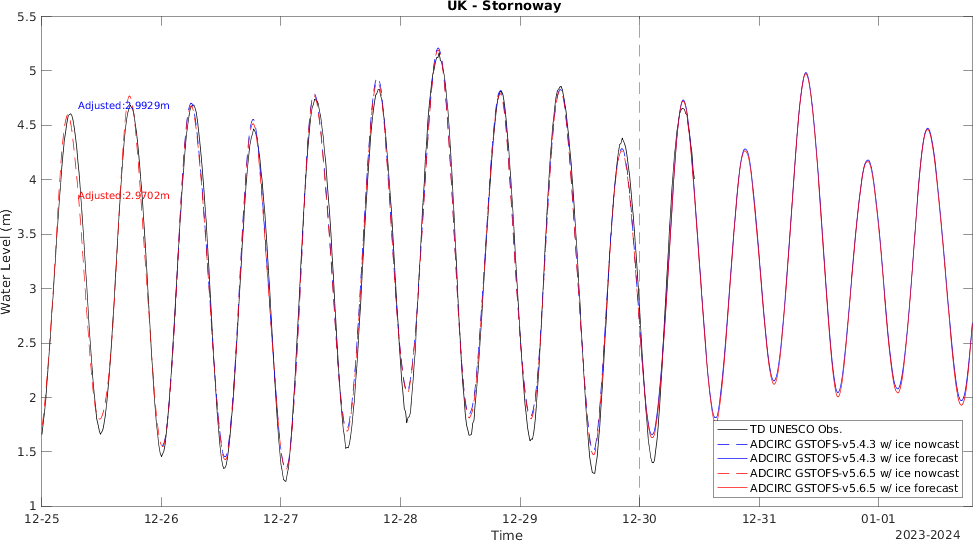 UK - Stornoway
5.5
5
4.5
4
3.5
3
2.5
2
1.5
1
Water Level (m)
Adjusted:2.9929m
Adjusted:2.9702m
TD UNESCO Obs.
ADCIRC GSTOFS-v5.4.3 w/ ice nowcast
ADCIRC GSTOFS-v5.4.3 w/ ice forecast
ADCIRC GSTOFS-v5.6.5 w/ ice nowcast
ADCIRC GSTOFS-v5.6.5 w/ ice forecast
12-25 12-26 12-27 12-28 12-29 12-30 12-31 01-01
Time
2023-2024